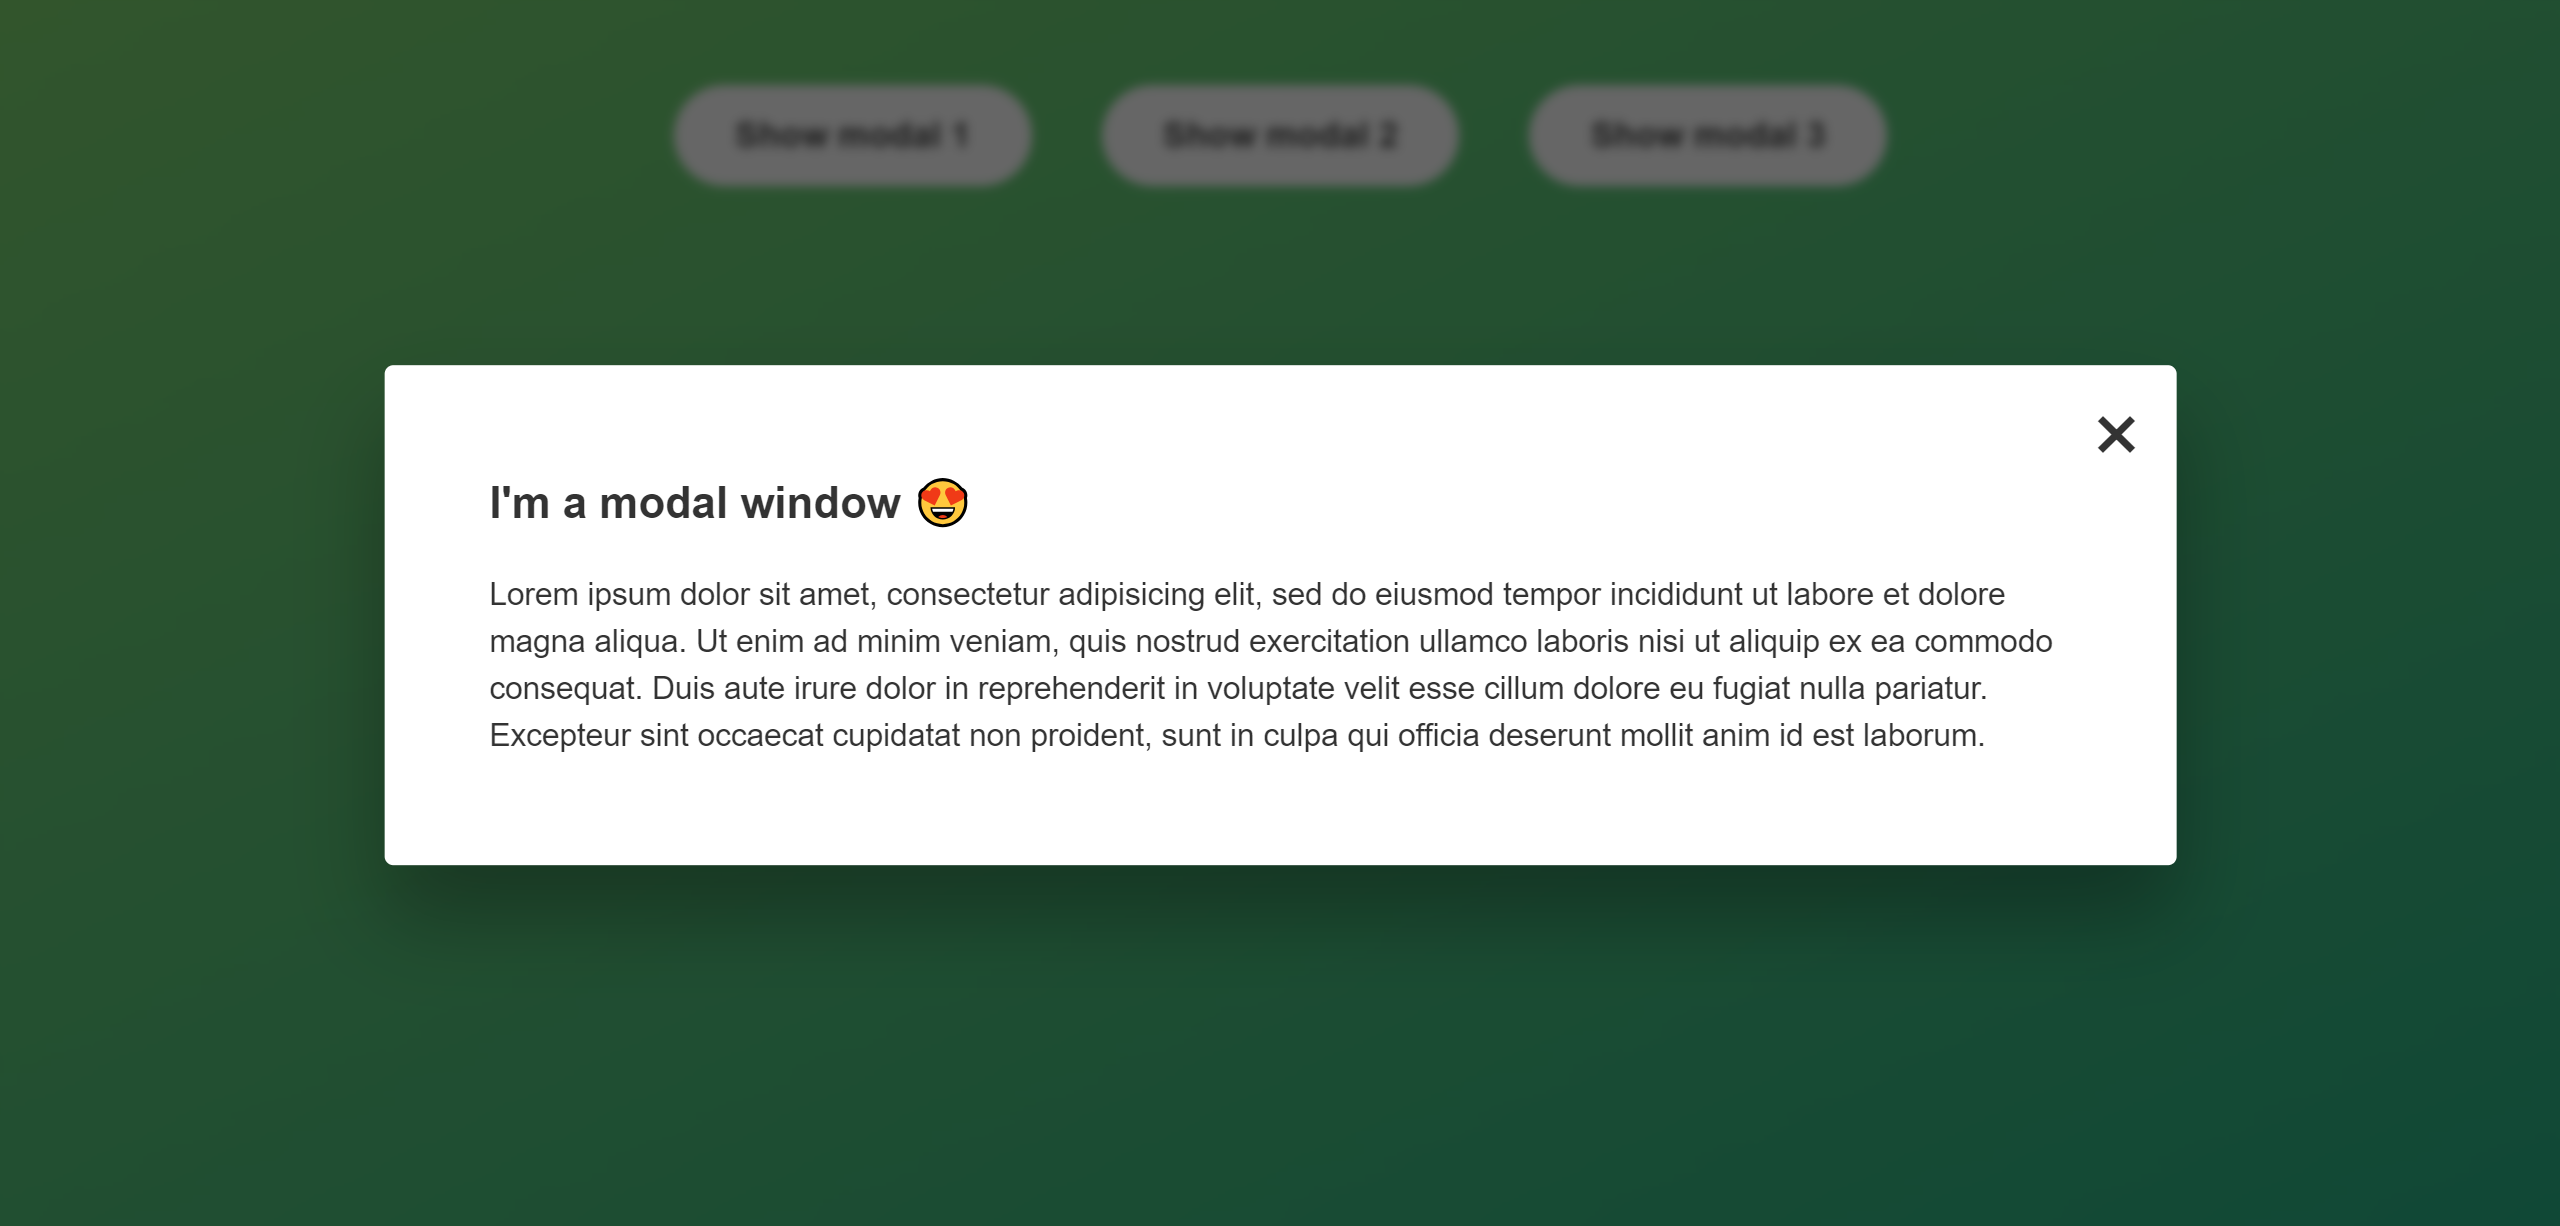 Show modal 1 Show modal 2 Show modal 3
×
I'm a modal window 😍
Lorem ipsum dolor sit amet, consectetur adipisicing elit, sed do eiusmod tempor incididunt ut labore et dolore
magna aliqua. Ut enim ad minim veniam, quis nostrud exercitation ullamco laboris nisi ut aliquip ex ea commodo
consequat. Duis aute irure dolor in reprehenderit in voluptate velit esse cillum dolore eu fugiat nulla pariatur.
Excepteur sint occaecat cupidatat non proident, sunt in culpa qui officia deserunt mollit anim id est laborum.